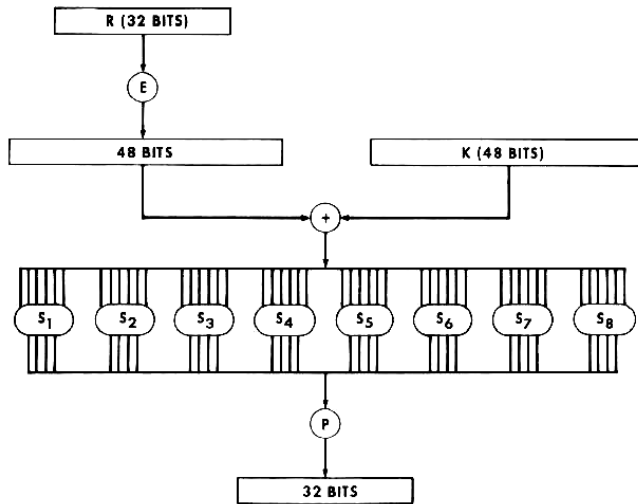 R (32 BITS)
E
48 BITS
K (48 BITS)
+
S1 S2 S3 S4 S5 S6 S7 S8
P
32 BITS